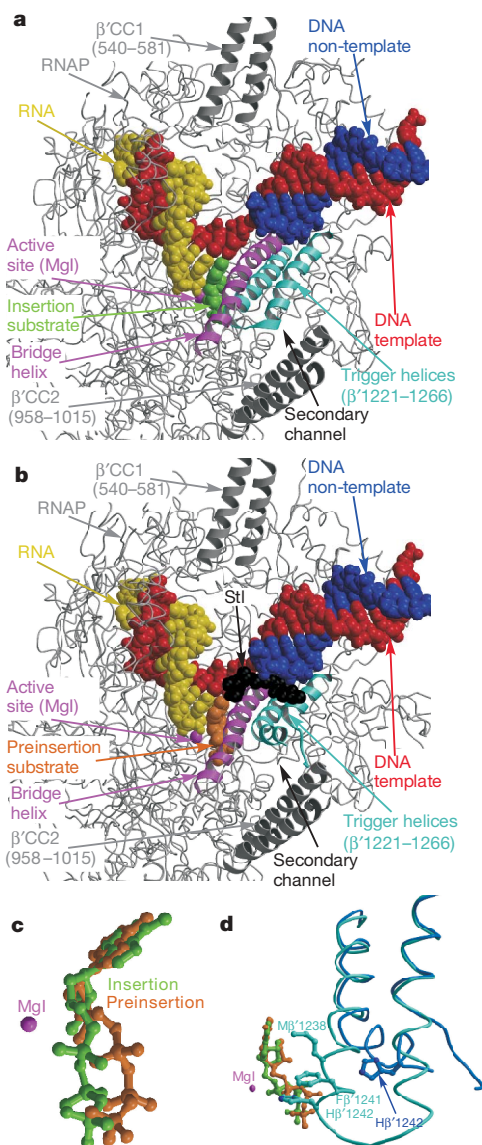 a
β′CC1
(540–581)
DNA
non-template
RNAP
RNA
Active
site (MgI)
Insertion
substrate
Bridge
helix
β′CC2
(958–1015)
DNA
template
Trigger helices
(β′1221–1266)
Secondary
channel
b
β′CC1
(540–581)
DNA
non-template
RNAP
RNA
Stl
Active
site (MgI)
Preinsertion
substrate
Bridge
helix
β′CC2
(958–1015)
DNA
template
Trigger helices
(β′1221–1266)
Secondary
channel
c
Insertion
Preinsertion
MgI
d
Mβ′1238
MgI
Fβ′1241
Hβ′1242
Hβ′1242